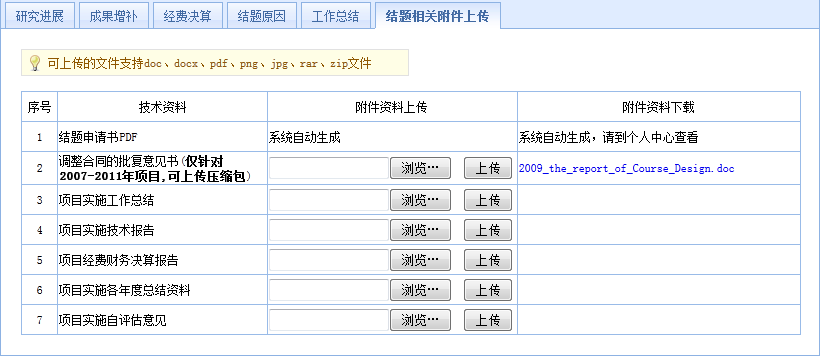 研究进展 成果增补 经费决算 结题原因 工作总结 结题相关附件上传
可上传的文件支持doc、docx、pdf、png、jpg、rar、zip文件
序号 技术资料 附件资料上传 附件资料下载
1 结题申请书PDF 系统自动生成 系统自动生成，请到个人中心查看
2 调整合同的批复意见书(仅针对
2007-2011年项目,可上传压缩包) 浏览… 上传 2009_the_report_of_Course_Design.doc
3 项目实施工作总结 浏览… 上传
4 项目实施技术报告 浏览… 上传
5 项目经费财务决算报告 浏览… 上传
6 项目实施各年度总结资料 浏览… 上传
7 项目实施自评估意见 浏览… 上传